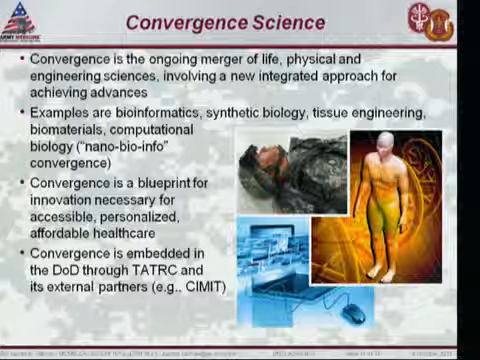 Convergence Science
ARMY MEDICINE
• Convergence is the ongoing merger of life, physical and
engineering sciences, involving a new integrated approach for
achieving advances
• Examples are bioinformatics, synthetic biology, tissue engineering,
biomaterials, computational
biology (“nano-bio-info”
convergence)
• Convergence is a blueprint for
innovation necessary for
accessible, personalized,
affordable healthcare
• Convergence is embedded in
the DoD through TATRC and
its external partners (e.g., CIMIT)